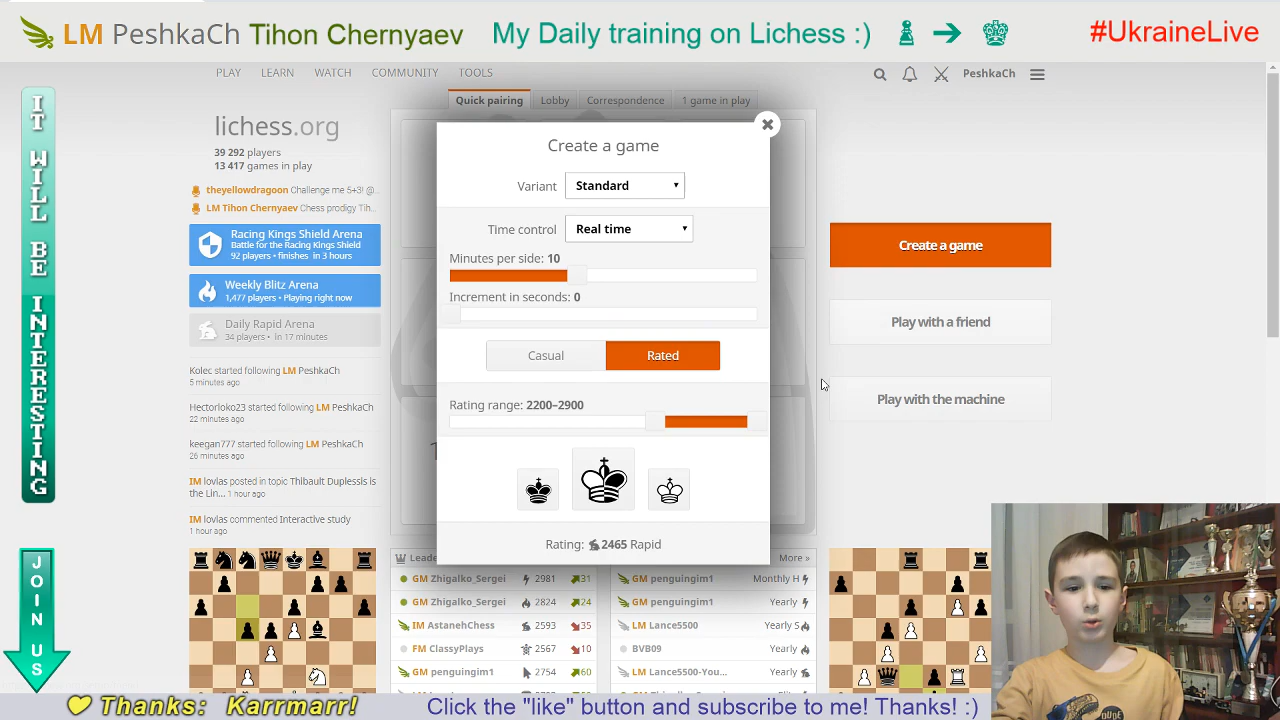 LM PeshkaCh Tihon Chernyaev
My Daily training on Lichess :)
#UkraineLive
IT WILL BE INTERESTING
JOIN US
PLAY LEARN WATCH COMMUNITY TOOLS
PeshkaCh
lichess.org
39 292 players
13 417 games in play
theyellowdragoon Challenge me 5+3! @..
LM Tihon Chernyaev Chess prodigy Tih...
Racing Kings Shield Arena
Battle for the Racing Kings Shield
92 players • finishes in 3 hours
Weekly Blitz Arena
1,477 players • Playing right now
Daily Rapid Arena
34 players • in 17 minutes
Kolec started following LM PeshkaCh
5 minutes ago
Hectorloko23 started following LM PeshkaCh
22 minutes ago
keegan777 started following LM PeshkaCh
26 minutes ago
IM lovlas posted in topic Thibault Duplessis is
the Lin... 1 hour ago
IM lovlas commented Interactive study
1 hour ago
Quick pairing Lobby Correspondence 1 game in play
Create a game
Variant Standard
Time control Real time
Minutes per side: 10
Increment in seconds: 0
Casual Rated
Rating range: 2200–2900
Rating: 2465 Rapid
Create a game
Play with a friend
Play with the machine
GM Zhigalko_Sergei 2981 31
GM Zhigalko_Sergei 2824 24
IM AstanehChess 2593 35
FM ClassyPlays 2567 10
GM penguingim1 2754 60
More »
GM penguingim1 Monthly H
GM penguingim1 Yearly
LM Lance5500 Yearly S
BVB09 Yearly
LM Lance5500-You... Yearly
DUDE
Thanks: Karrmarr!
Click the "like" button and subscribe to me! Thanks! :)